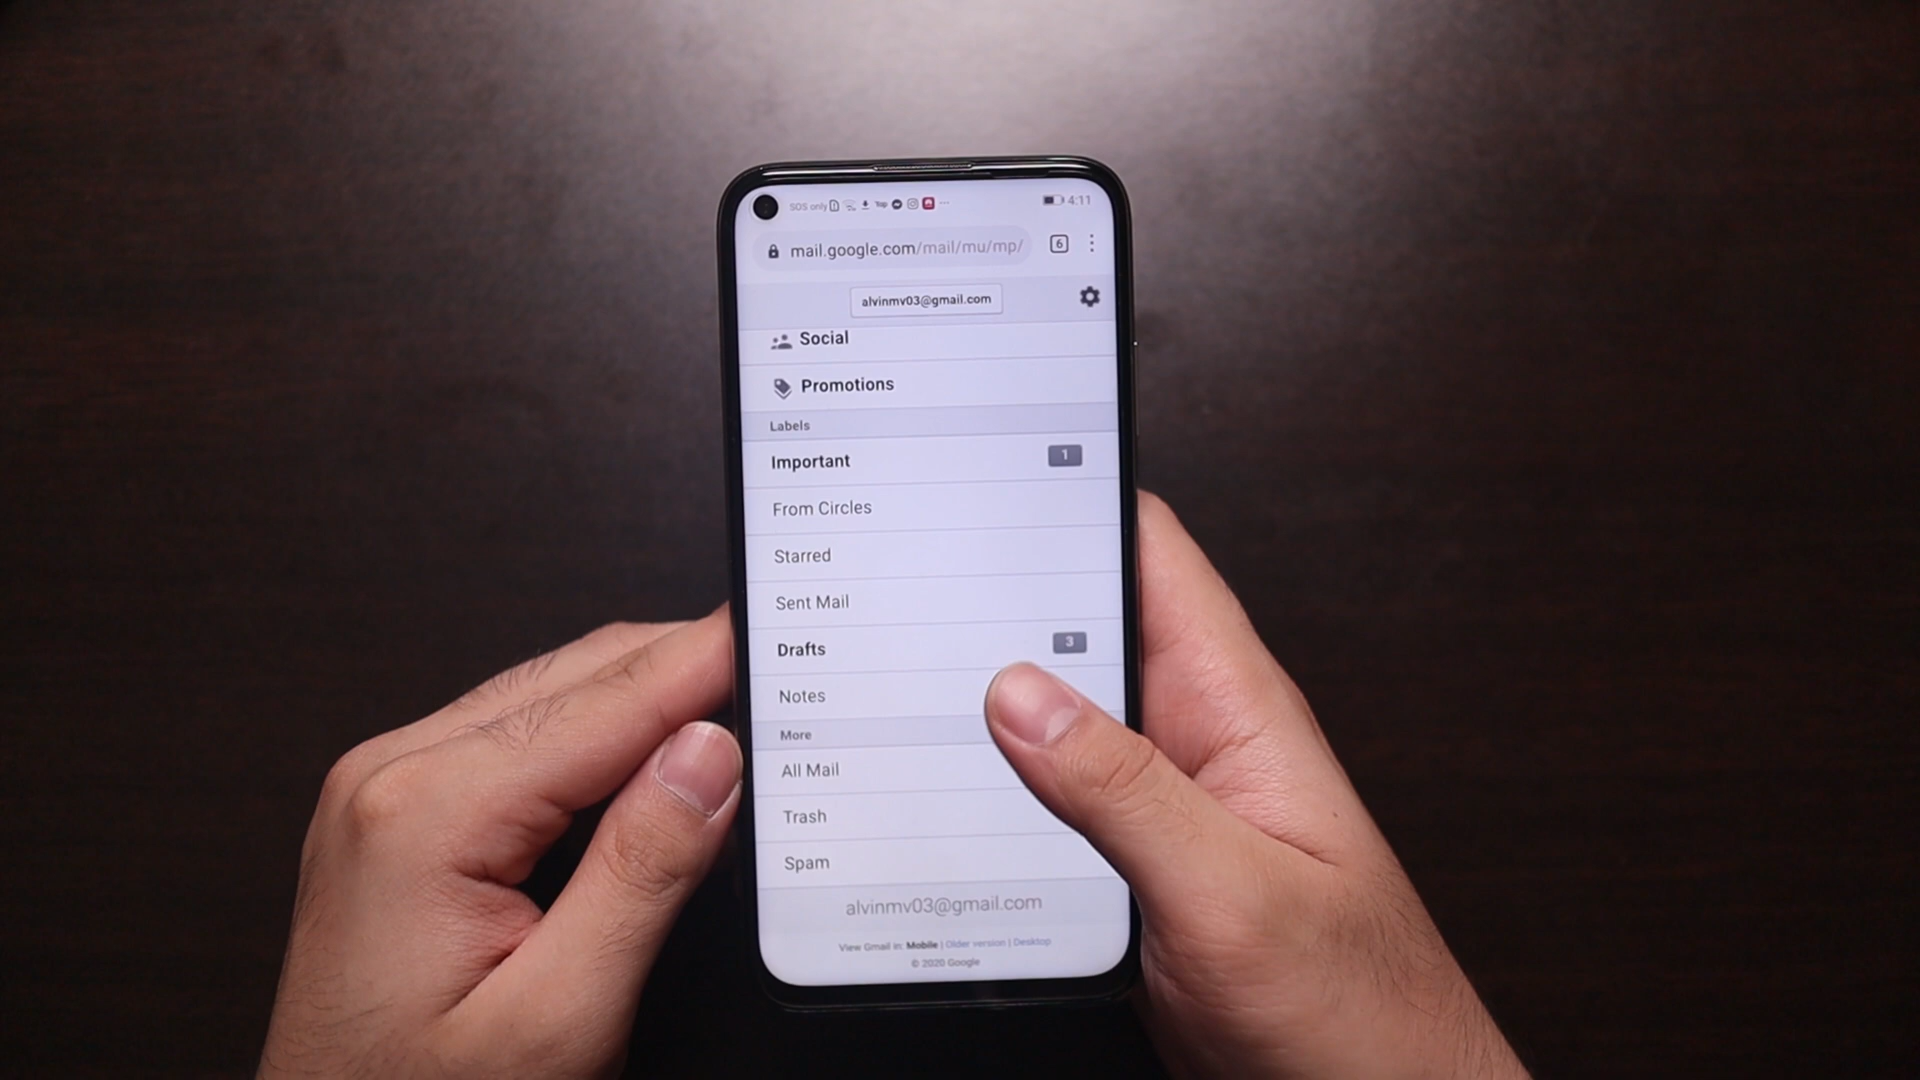 SOS only 4:11
mail.google.com/mail/mu/mp/ 6
alvinmv03@gmail.com
Social
Promotions
Labels
Important 1
From Circles
Starred
Sent Mail
Drafts 3
Notes
More
All Mail
Trash
Spam
alvinmv03@gmail.com
View Gmail in: Mobile | Older version | Desktop
© 2020 Google